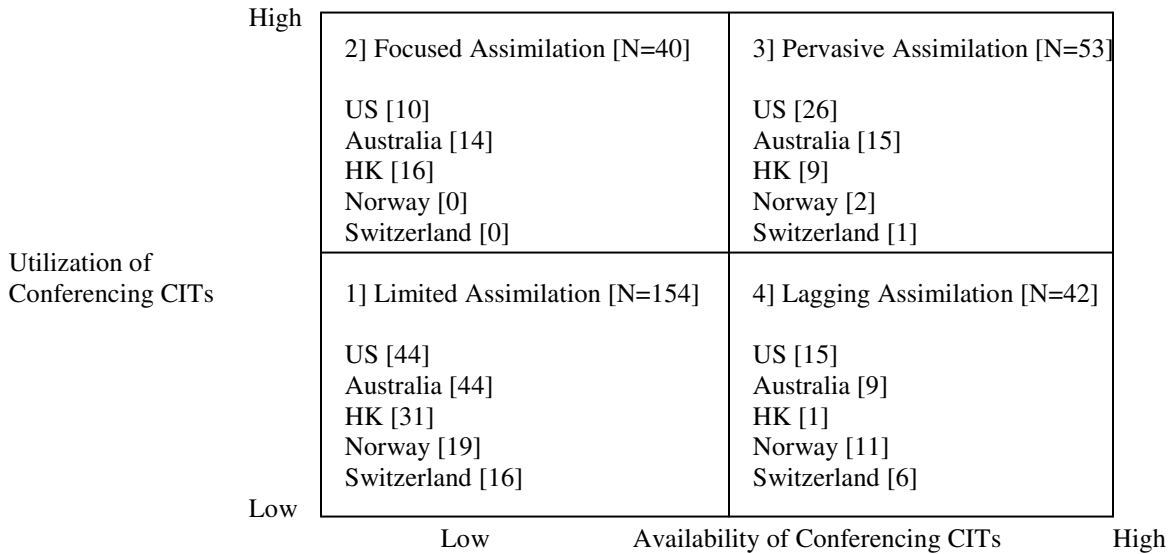 High
2] Focused Assimilation [N=40]
US [10]
Australia [14]
HK [16]
Norway [0]
Switzerland [0]
3] Pervasive Assimilation [N=53]
US [26]
Australia [15]
HK [9]
Norway [2]
Switzerland [1]
Utilization of
Conferencing CITs
1] Limited Assimilation [N=154]
US [44]
Australia [44]
HK [31]
Norway [19]
Switzerland [16]
4] Lagging Assimilation [N=42]
US [15]
Australia [9]
HK [1]
Norway [11]
Switzerland [6]
Low
Low Availability of Conferencing CITs High